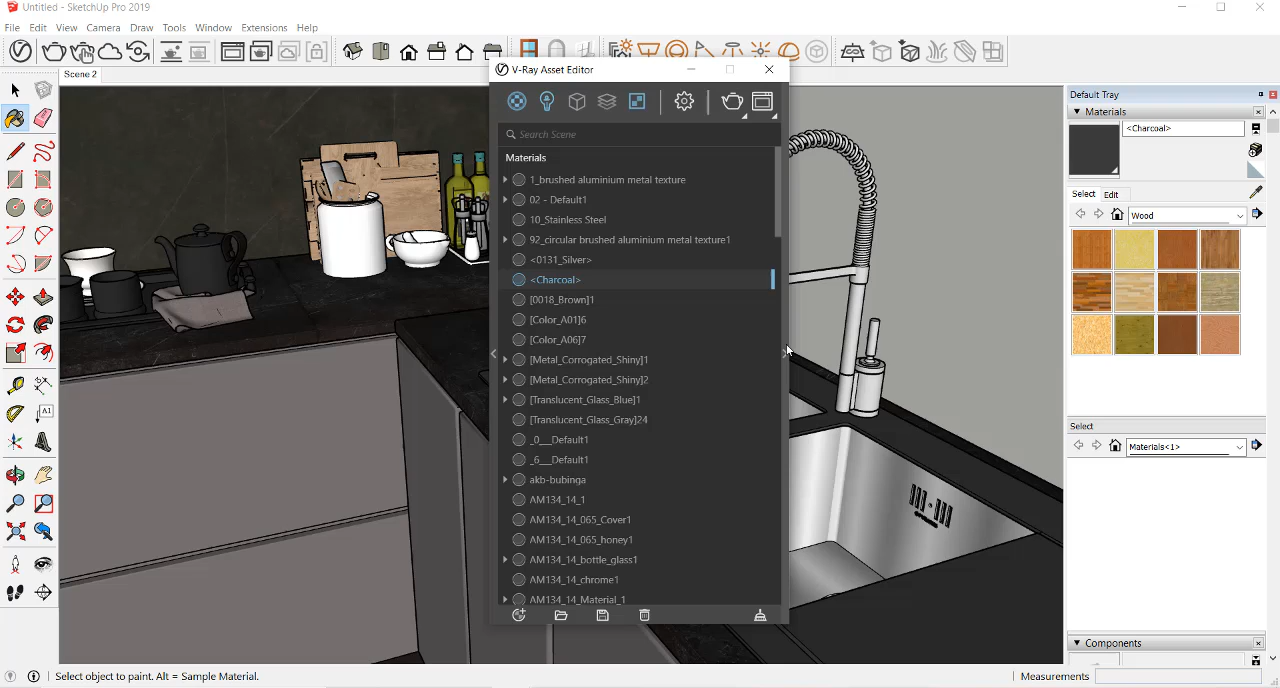 Untitled - SketchUp Pro 2019
File Edit View Camera Draw Tools Window Extensions Help
Scene 2
V-Ray Asset Editor
Search Scene
Materials
1_brushed aluminium metal texture
02 - Default1
10_Stainless Steel
92_circular brushed aluminium metal texture1
<0131_Silver>
<Charcoal>
[0018_Brown]1
[Color_A01]6
[Color_A06]7
[Metal_Corrogated_Shiny]1
[Metal_Corrogated_Shiny]2
[Translucent_Glass_Blue]1
[Translucent_Glass_Gray]24
_0__Default1
_6__Default1
akb-bubinga
AM134_14_1
AM134_14_065_Cover1
AM134_14_065_honey1
AM134_14_bottle_glass1
AM134_14_chrome1
AM134_14_Material_1
Default Tray
Materials
<Charcoal>
Select Edit
Wood
Select
Materials<1>
Components
A1
Select object to paint. Alt = Sample Material.
Measurements